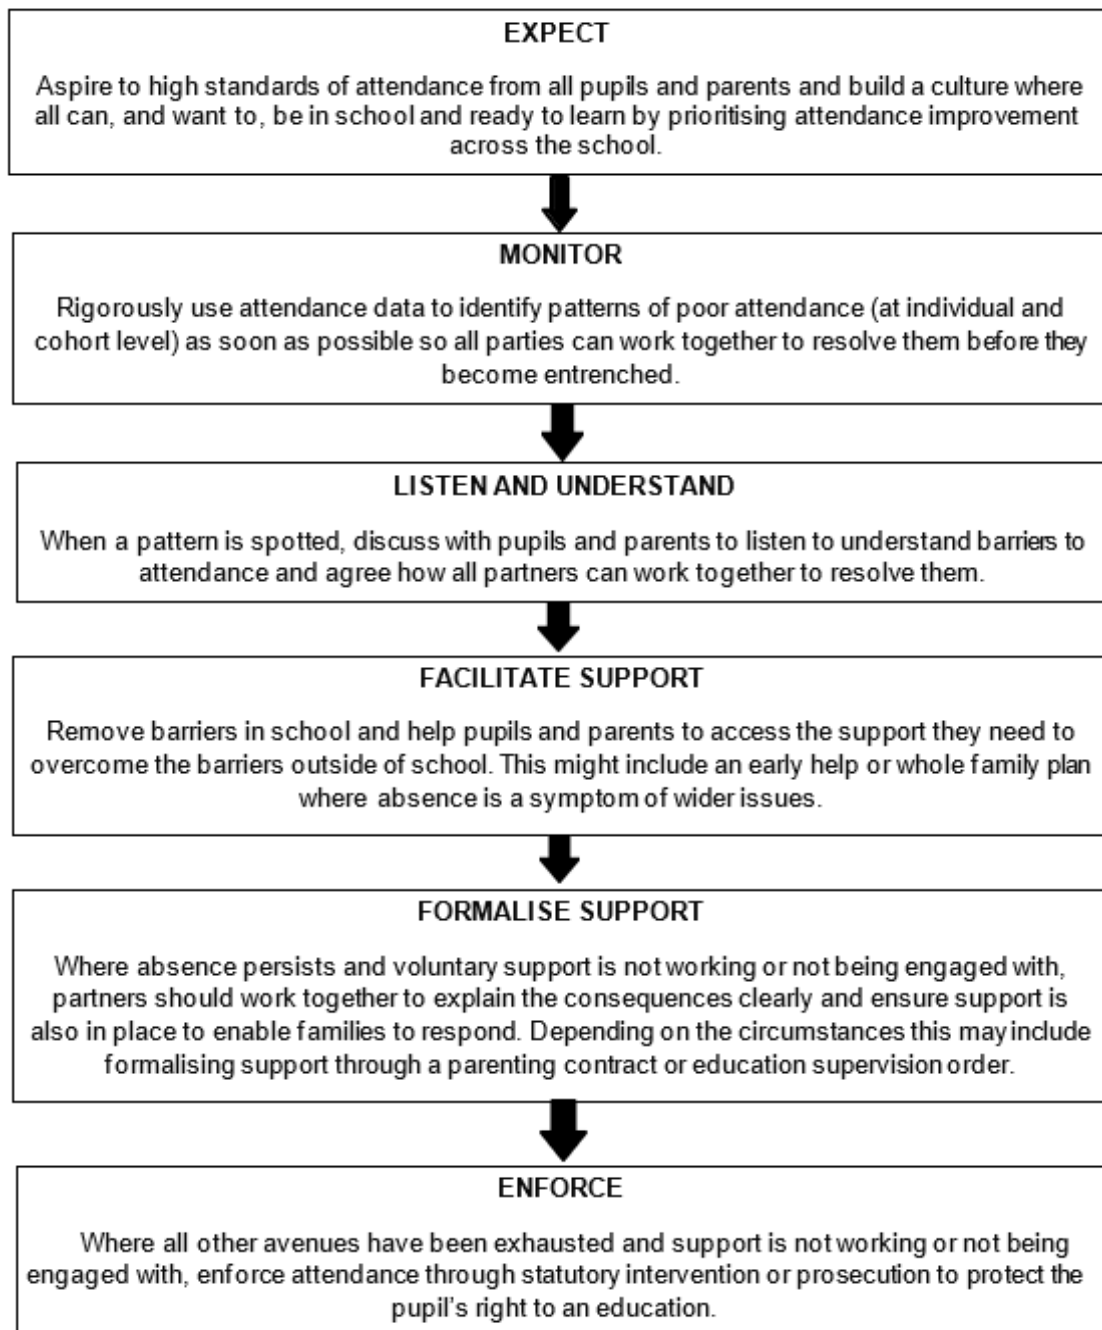 EXPECT
Aspire to high standards of attendance from all pupils and parents and build a culture where
all can, and want to, be in school and ready to learn by prioritising attendance improvement
across the school.
MONITOR
Rigorously use attendance data to identify patterns of poor attendance (at individual and
cohort level) as soon as possible so all parties can work together to resolve them before they
become entrenched.
LISTEN AND UNDERSTAND
When a pattern is spotted, discuss with pupils and parents to listen to understand barriers to
attendance and agree how all partners can work together to resolve them.
FACILITATE SUPPORT
Remove barriers in school and help pupils and parents to access the support they need to
overcome the barriers outside of school. This might include an early help or whole family plan
where absence is a symptom of wider issues.
FORMALISE SUPPORT
Where absence persists and voluntary support is not working or not being engaged with,
partners should work together to explain the consequences clearly and ensure support is
also in place to enable families to respond. Depending on the circumstances this may include
formalising support through a parenting contract or education supervision order.
ENFORCE
Where all other avenues have been exhausted and support is not working or not being
engaged with, enforce attendance through statutory intervention or prosecution to protect the
pupil's right to an education.